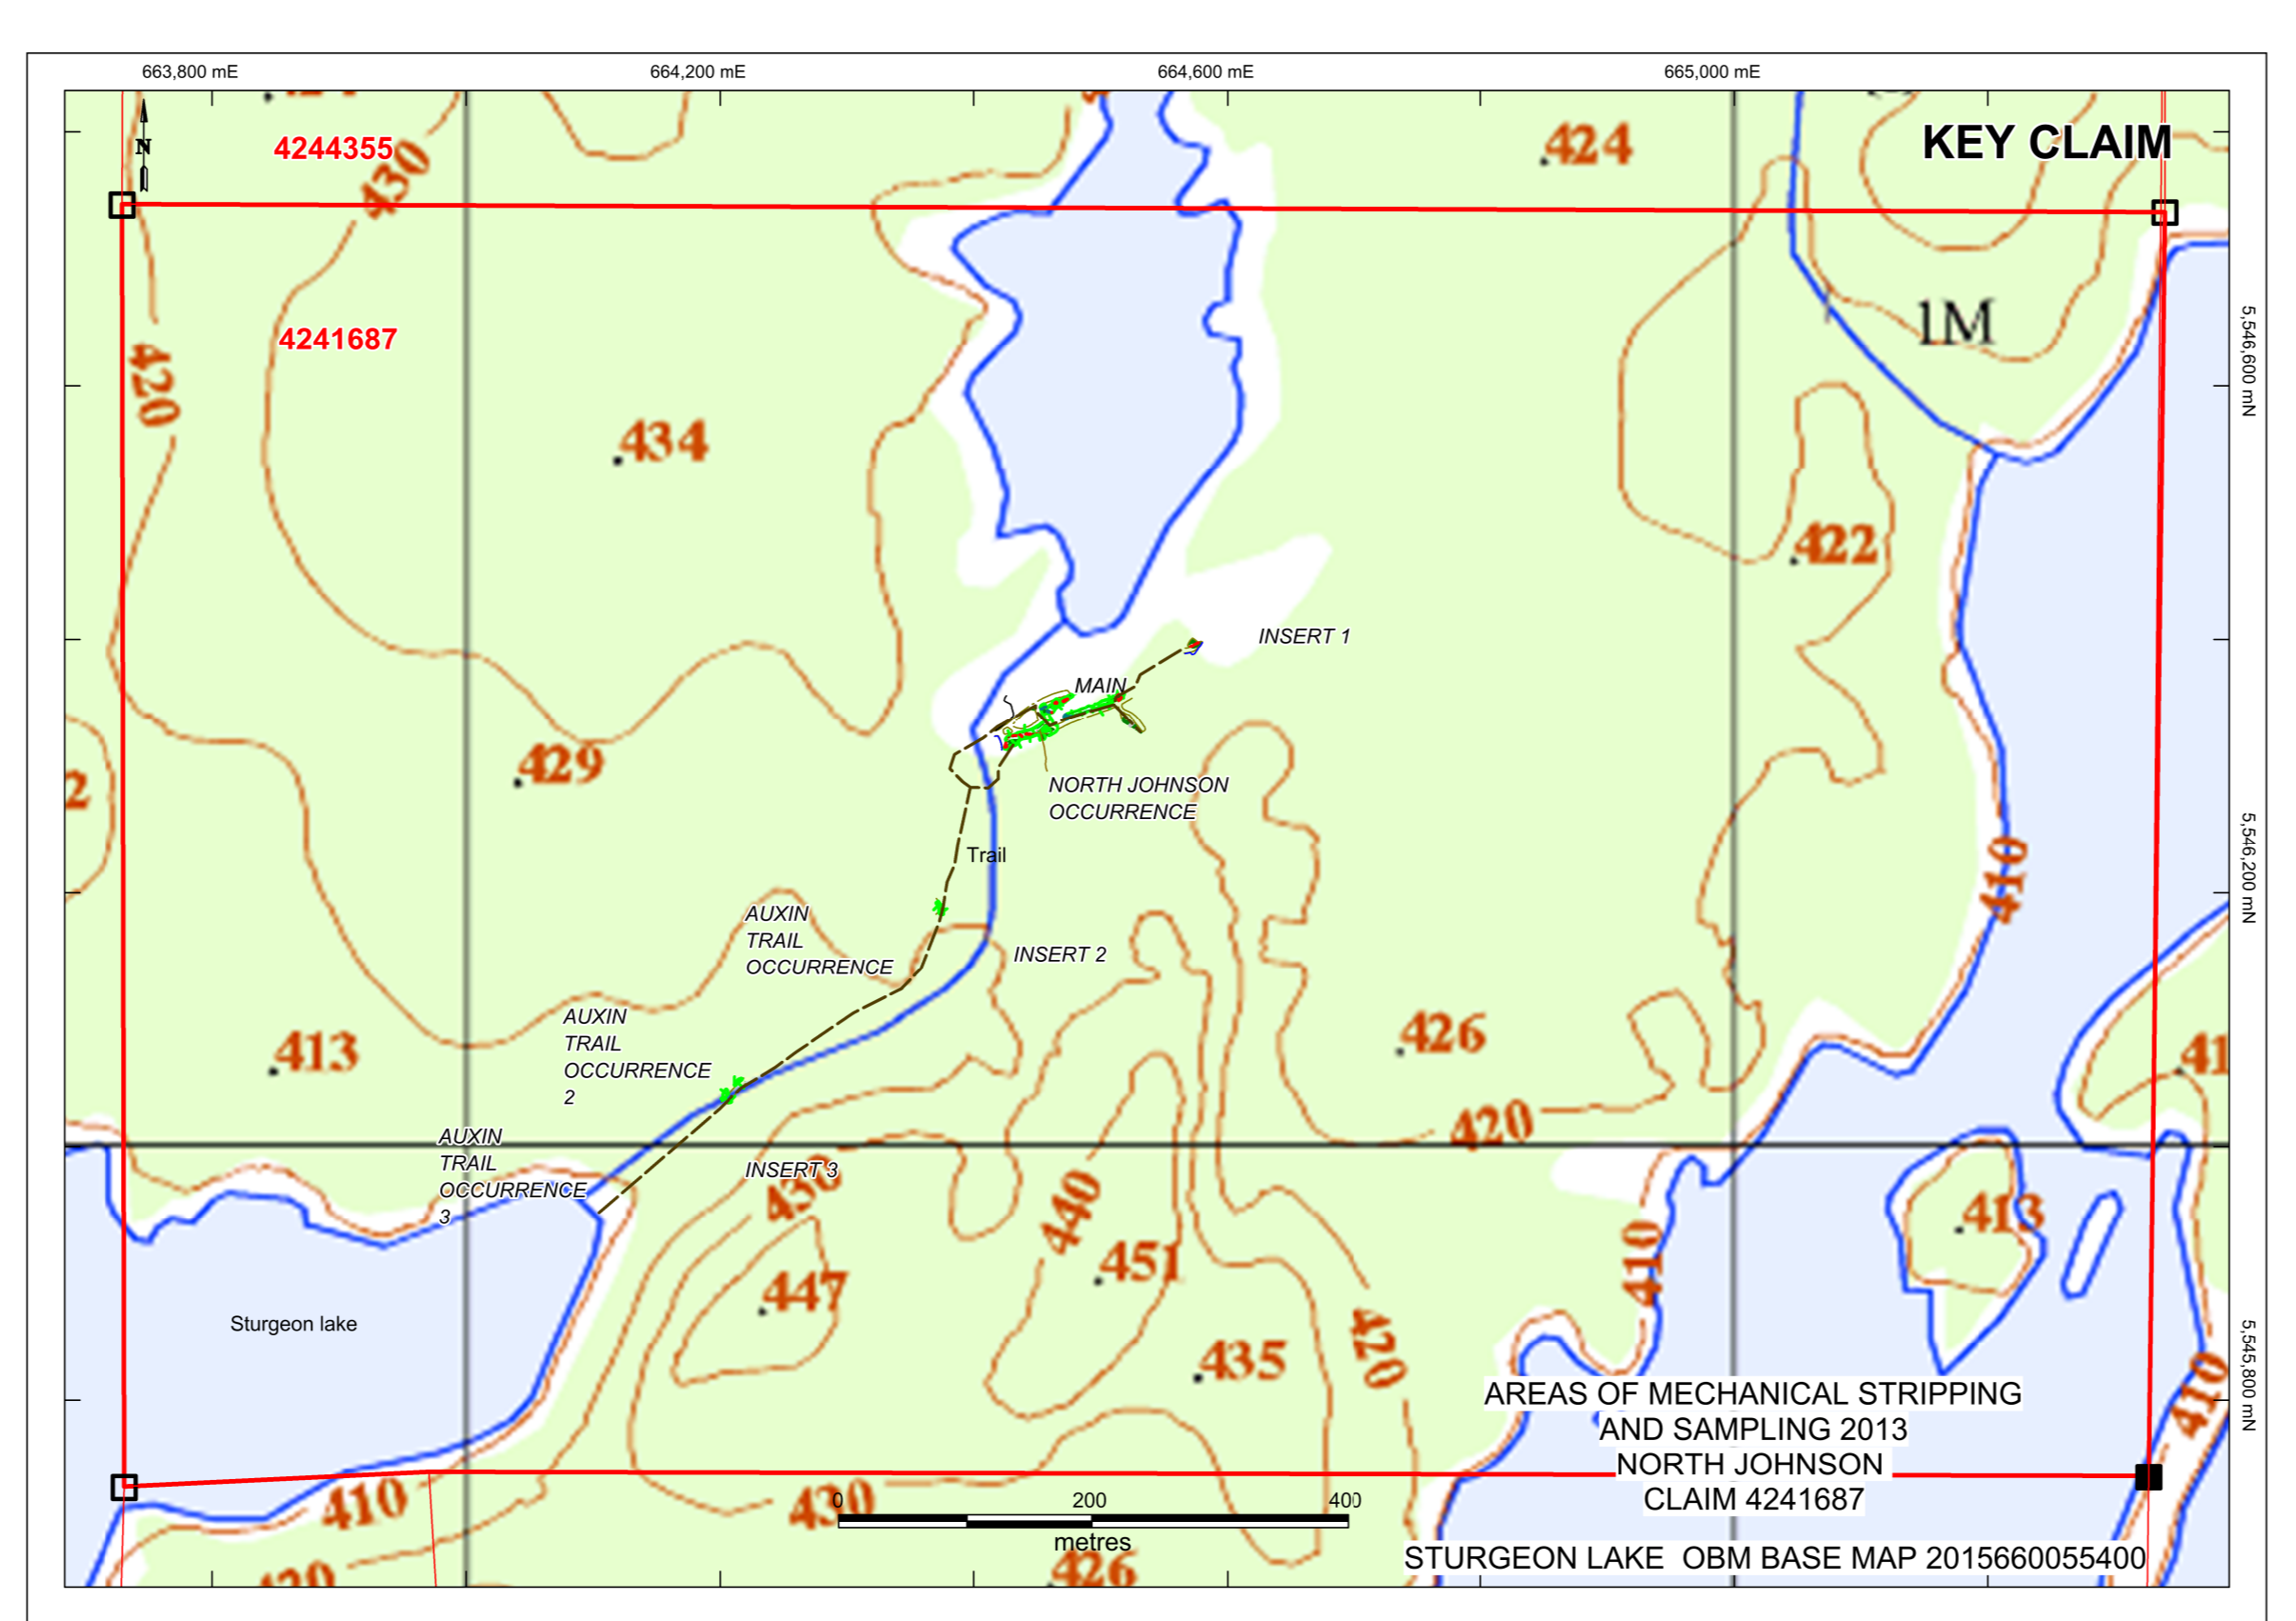 663,800 mE 664,200 mE 664,600 mE 665,000 mE
KEY CLAIM
424
4244355
N
430
1M
5,546,600 mN
4241687
420
434
422
INSERT 1
MAIN
429
2
NORTH JOHNSON
OCCURRENCE
Trail
5,546,200 mN
410
AUXIN
TRAIL
OCCURRENCE
INSERT 2
AUXIN
TRAIL
OCCURRENCE
2
413
426
41
420
AUXIN
TRAIL
OCCURRENCE
3
INSERT 3
430
440
413
451
410
447
Sturgeon lake
435
420
5,545,800 mN
410
AREAS OF MECHANICAL STRIPPING
AND SAMPLING 2013
NORTH JOHNSON
CLAIM 4241687
410
430
0 200 400
metres
STURGEON LAKE OBM BASE MAP 2015660055400
426
20